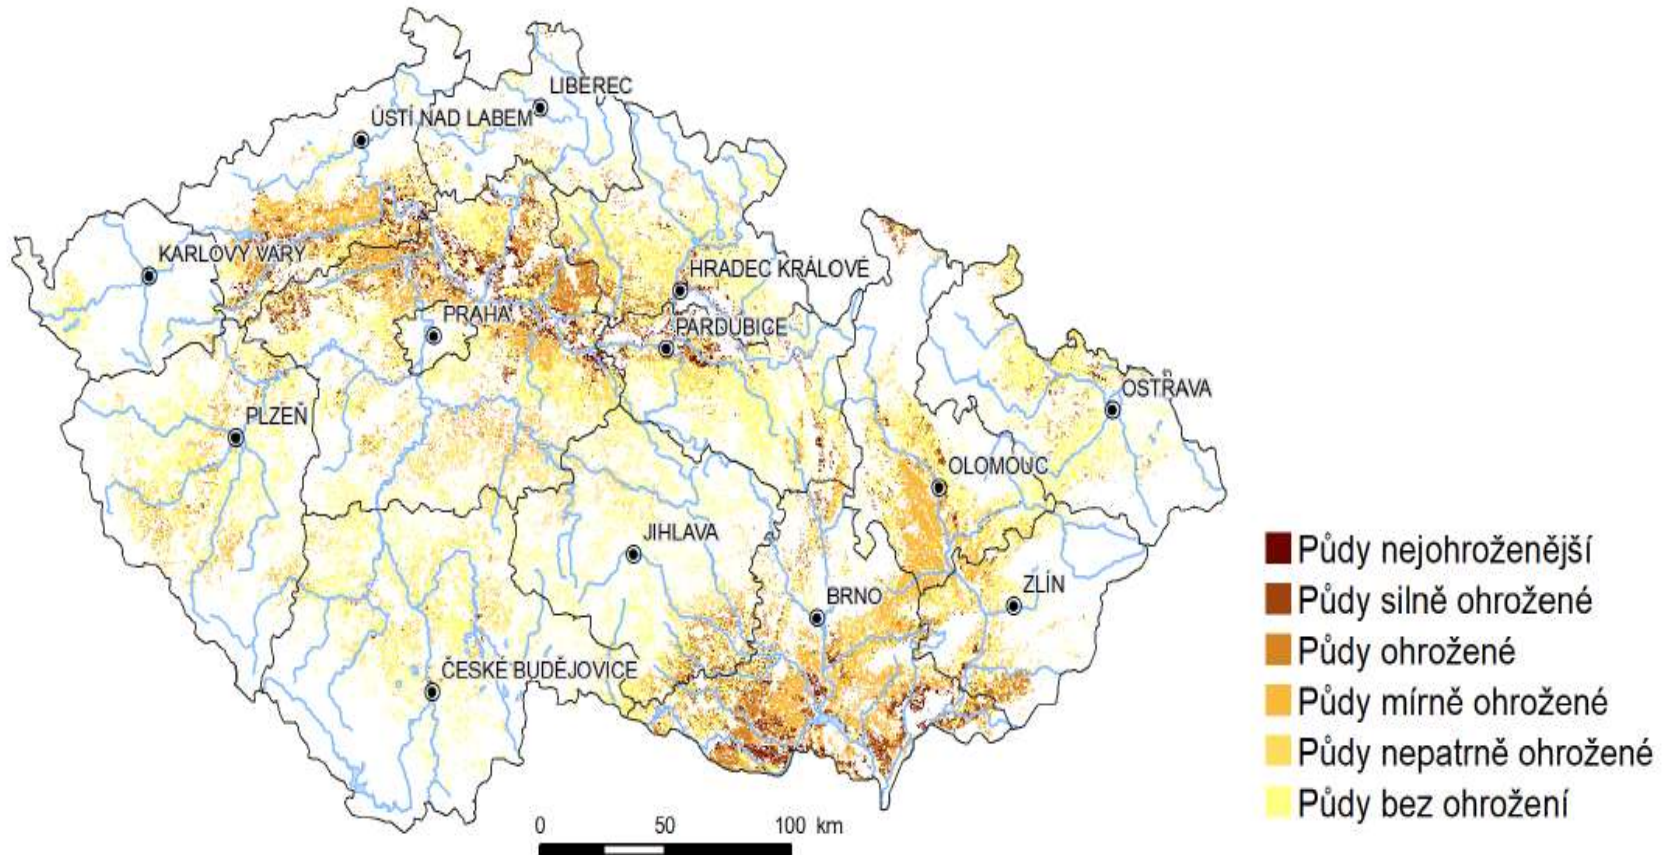 LIBEREC
ÚSTÍ NAD LABEM
KARLOVY VARY
HRADEC KRÁLOVÉ
PRAHA
PARDUBICE
OSTRAVA
PLZEŇ
OLOMOUC
JIHLAVA
ZLÍN
BRNO
ČESKÉ BUDĚJOVICE
Půdy nejohroženější
Půdy silně ohrožené
Půdy ohrožené
Půdy mírně ohrožené
Půdy nepatrně ohrožené
Půdy bez ohrožení
0 50 100 km